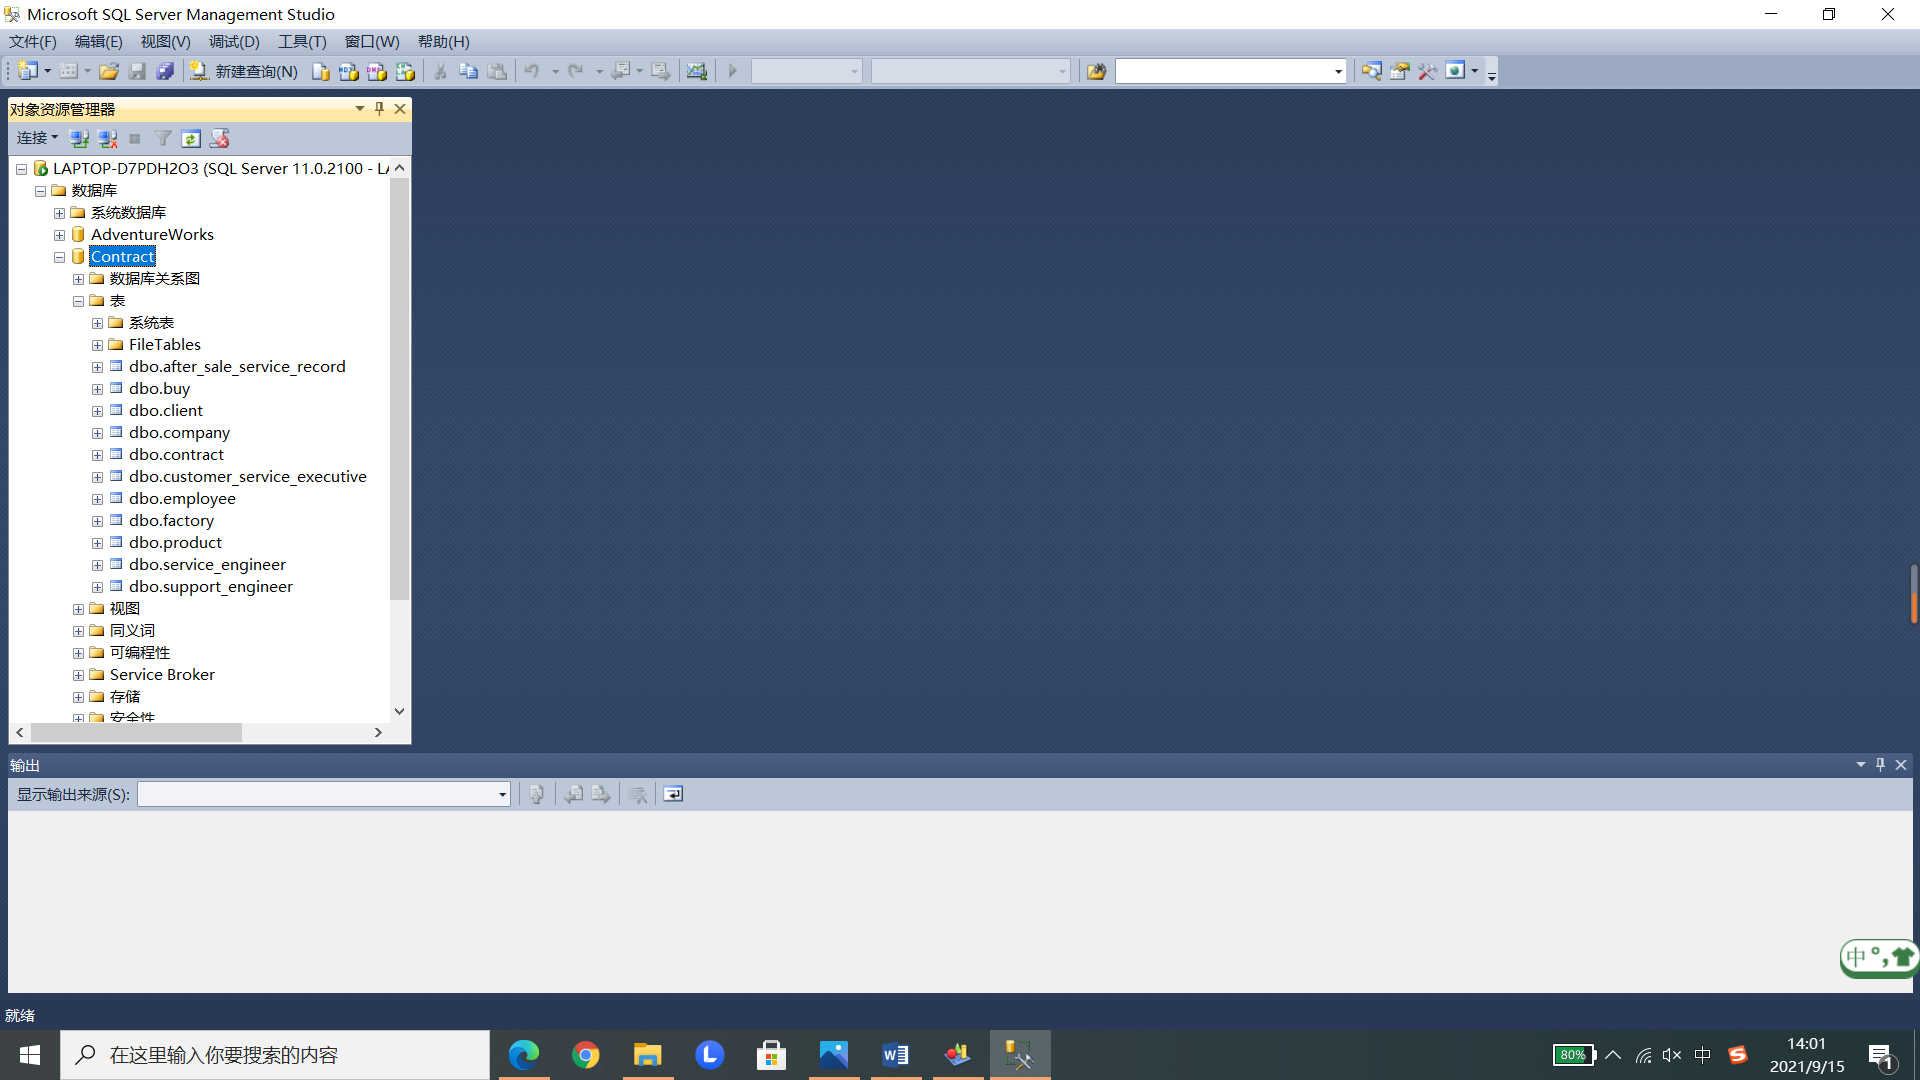 Microsoft SQL Server Management Studio
文件(F) 编辑(E) 视图(V) 调试(D) 工具(T) 窗口(W) 帮助(H)
新建查询(N)
对象资源管理器
连接
LAPTOP-D7PDH2O3 (SQL Server 11.0.2100 - LA
数据库
系统数据库
AdventureWorks
Contract
数据库关系图
表
系统表
FileTables
dbo.after_sale_service_record
dbo.buy
dbo.client
dbo.company
dbo.contract
dbo.customer_service_executive
dbo.employee
dbo.factory
dbo.product
dbo.service_engineer
dbo.support_engineer
视图
同义词
可编程性
Service Broker
存储
安全性
输出
显示输出来源(S):
中 °,
就绪
在这里输入你要搜索的内容
80% 中
14:01
2021/9/15
1